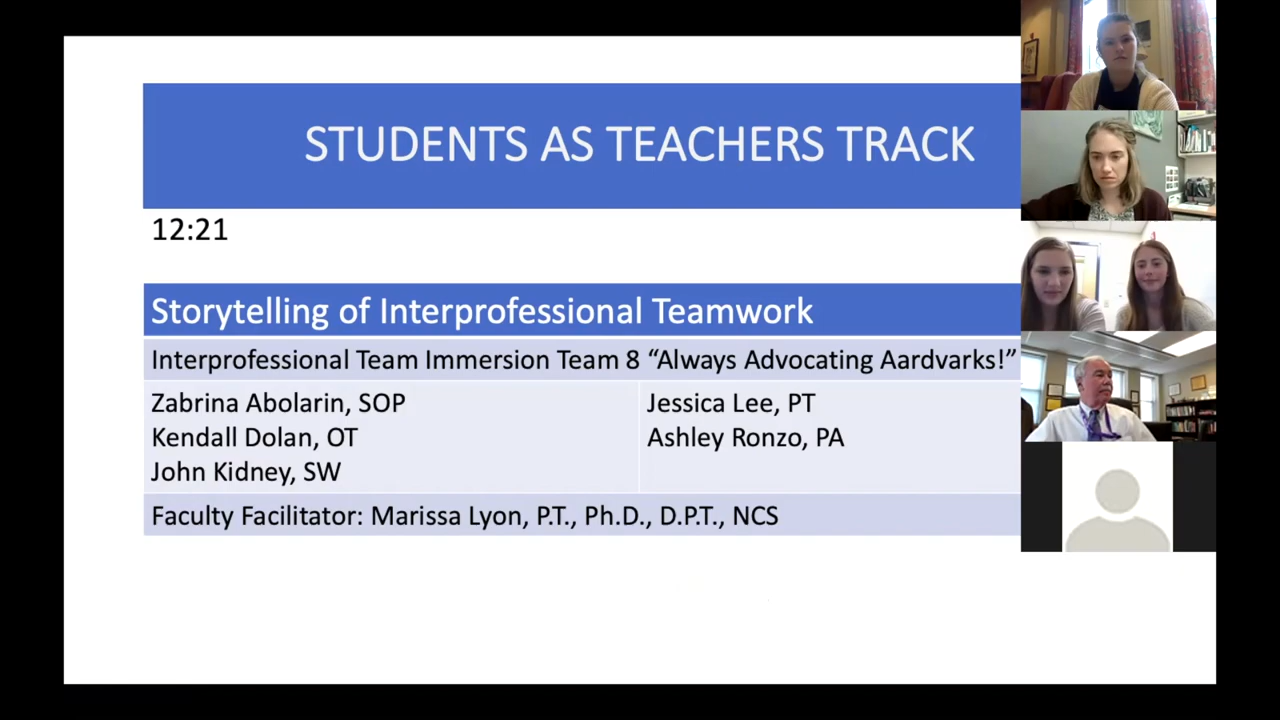 STUDENTS AS TEACHERS TRACK
12:21
Storytelling of Interprofessional Teamwork
Interprofessional Team Immersion Team 8 “Always Advocating Aardvarks!”
Zabrina Abolarin, SOP
Kendall Dolan, OT
John Kidney, SW
Jessica Lee, PT
Ashley Ronzo, PA
Faculty Facilitator: Marissa Lyon, P.T., Ph.D., D.P.T., NCS